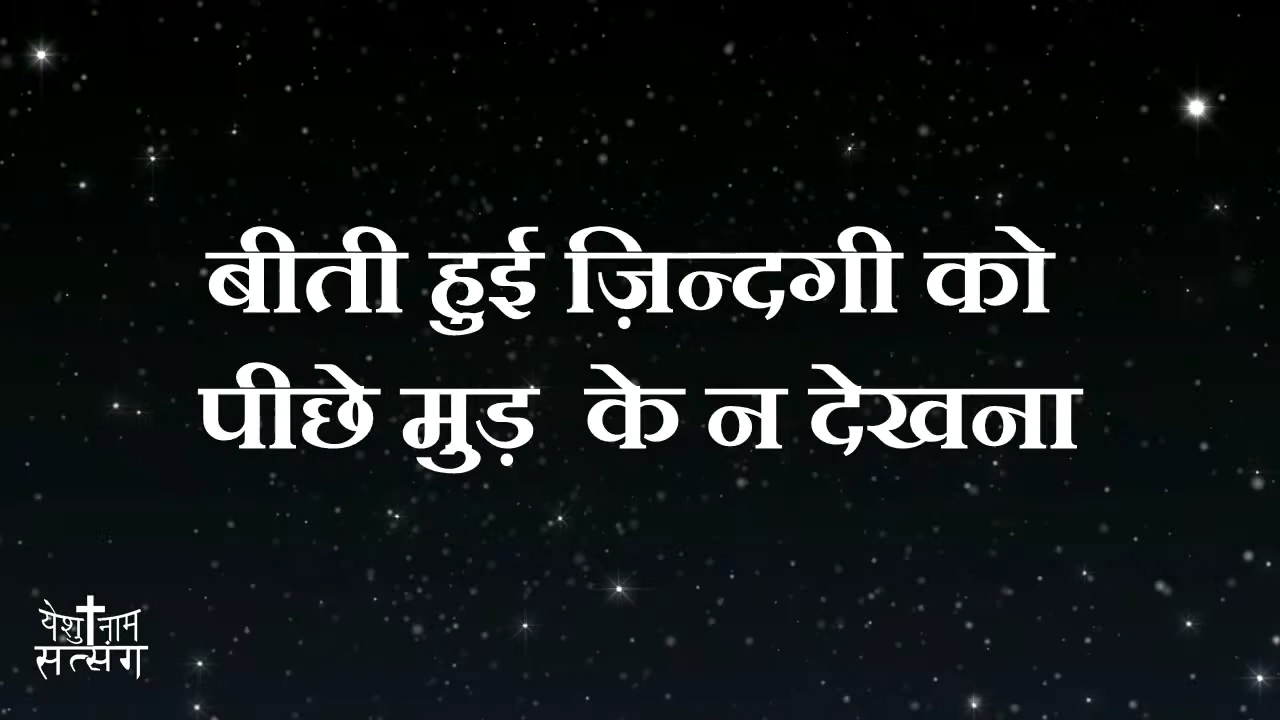 बीती हुई ज़िन्दगी को
पीछे मुड़ के न देखना
येशु नाम
सत्संग